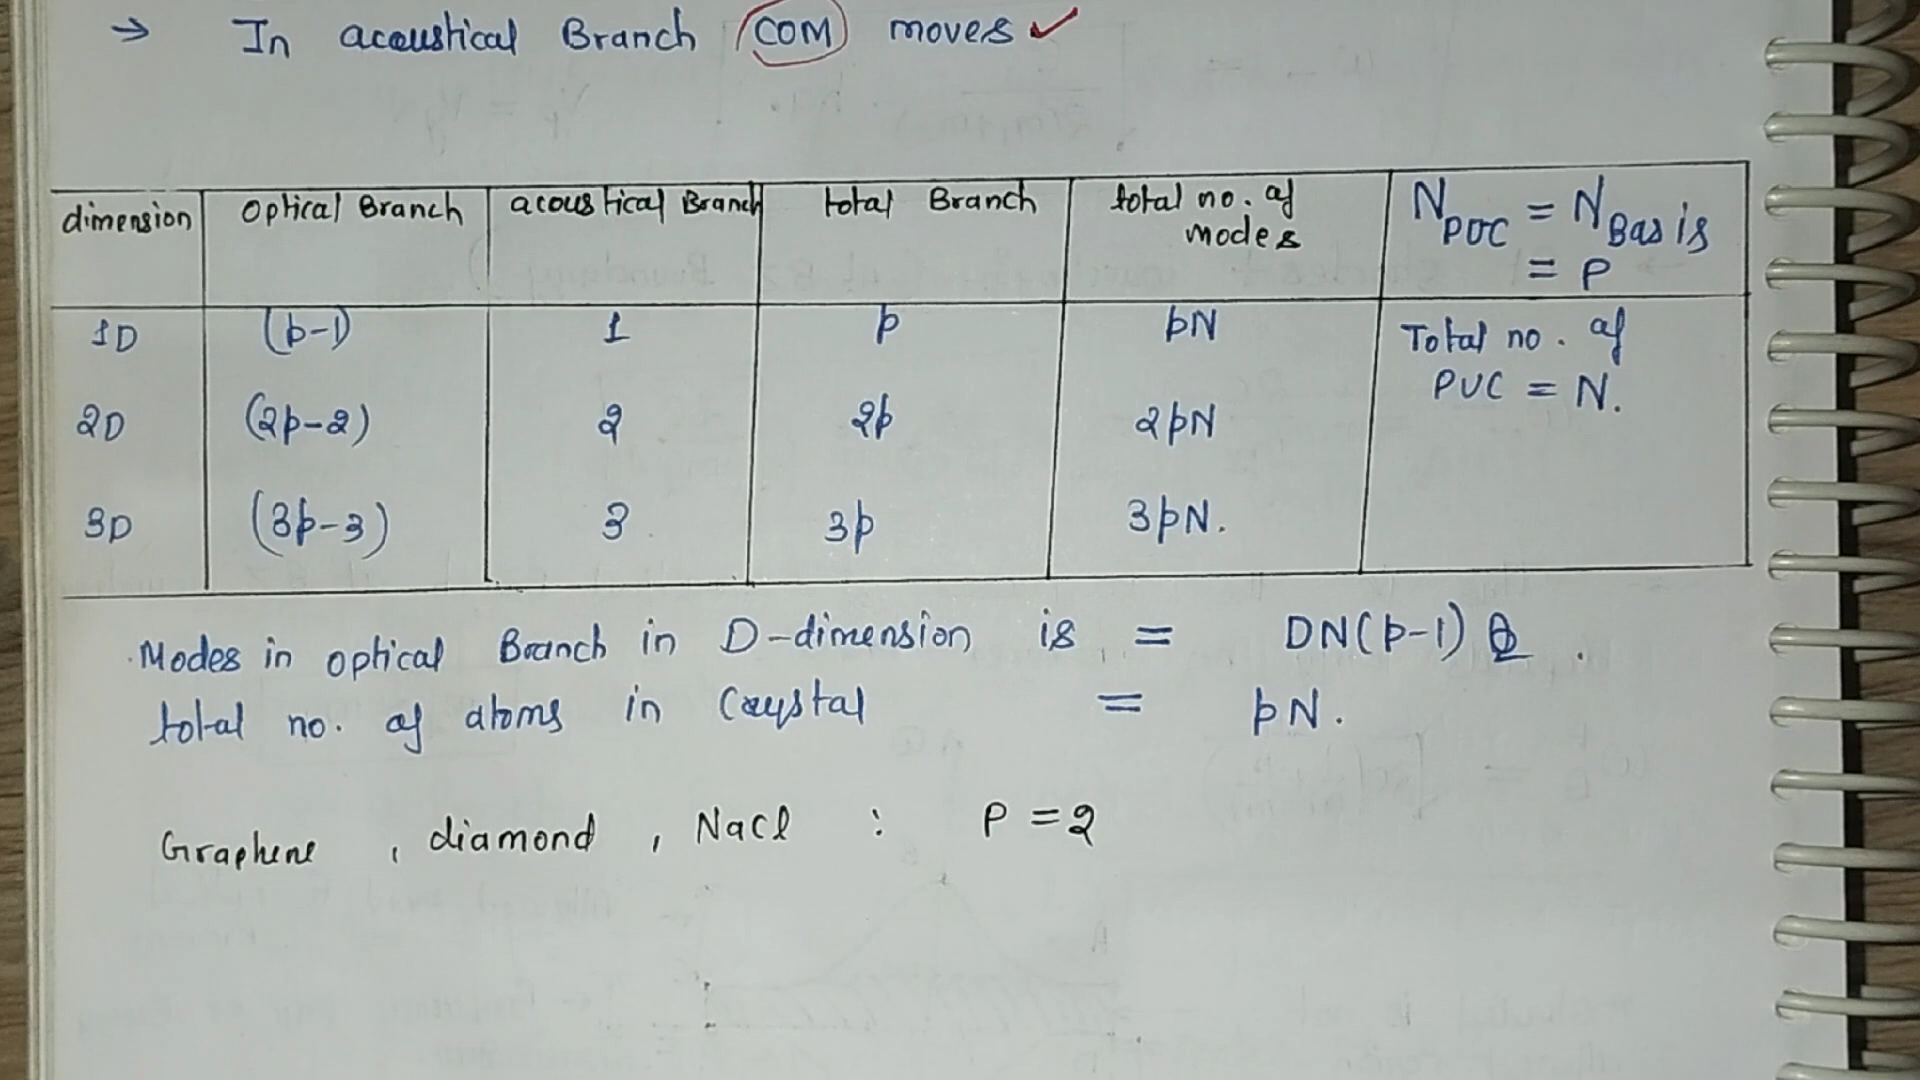 → In acoustical Branch COM moves ✓
dimension | optical Branch | acoustical Branch | total Branch | total no. of modes | N_PUC = N_Basis = P
1D | (p-1) | 1 | p | pN | Total no. of PUC = N.
2D | (2p-2) | 2 | 2p | 2pN
3D | (3p-3) | 3 | 3p | 3pN.
Modes in optical Branch in D-dimension is = DN(p-1).
total no. of atoms in Crystal = pN.
Graphene, diamond, NaCl : P = 2